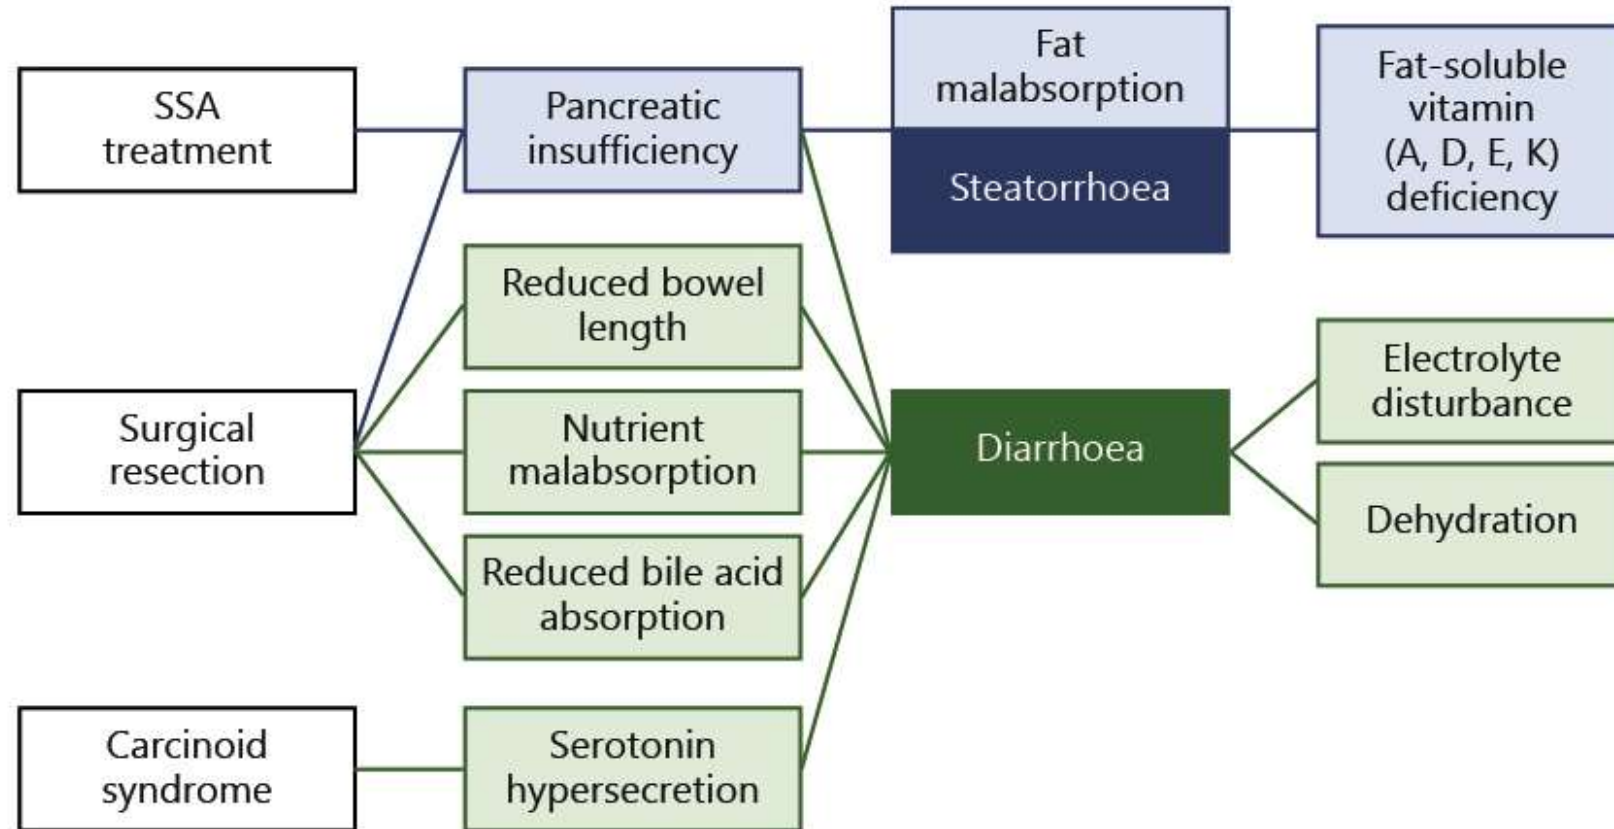 SSA
treatment
Pancreatic
insufficiency
Fat
malabsorption
Steatorrhoea
Fat-soluble
vitamin
(A, D, E, K)
deficiency
Surgical
resection
Reduced bowel
length
Nutrient
malabsorption
Reduced bile acid
absorption
Diarrhoea
Electrolyte
disturbance
Dehydration
Carcinoid
syndrome
Serotonin
hypersecretion